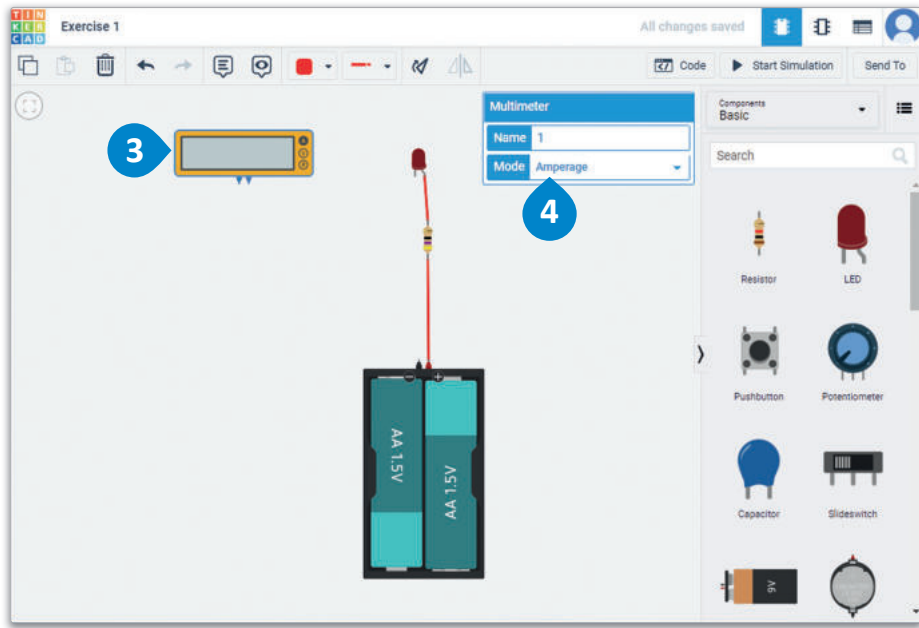 TIN
KER
CAD
Exercise 1
All changes saved
Code
Start Simulation
Send To
3
Multimeter
Name 1
Mode Amperage
4
Components
Basic
Search
Resistor
LED
Pushbutton
Potentiometer
Capacitor
Slideswitch
AA 1.5V
AA 1.5V
9V